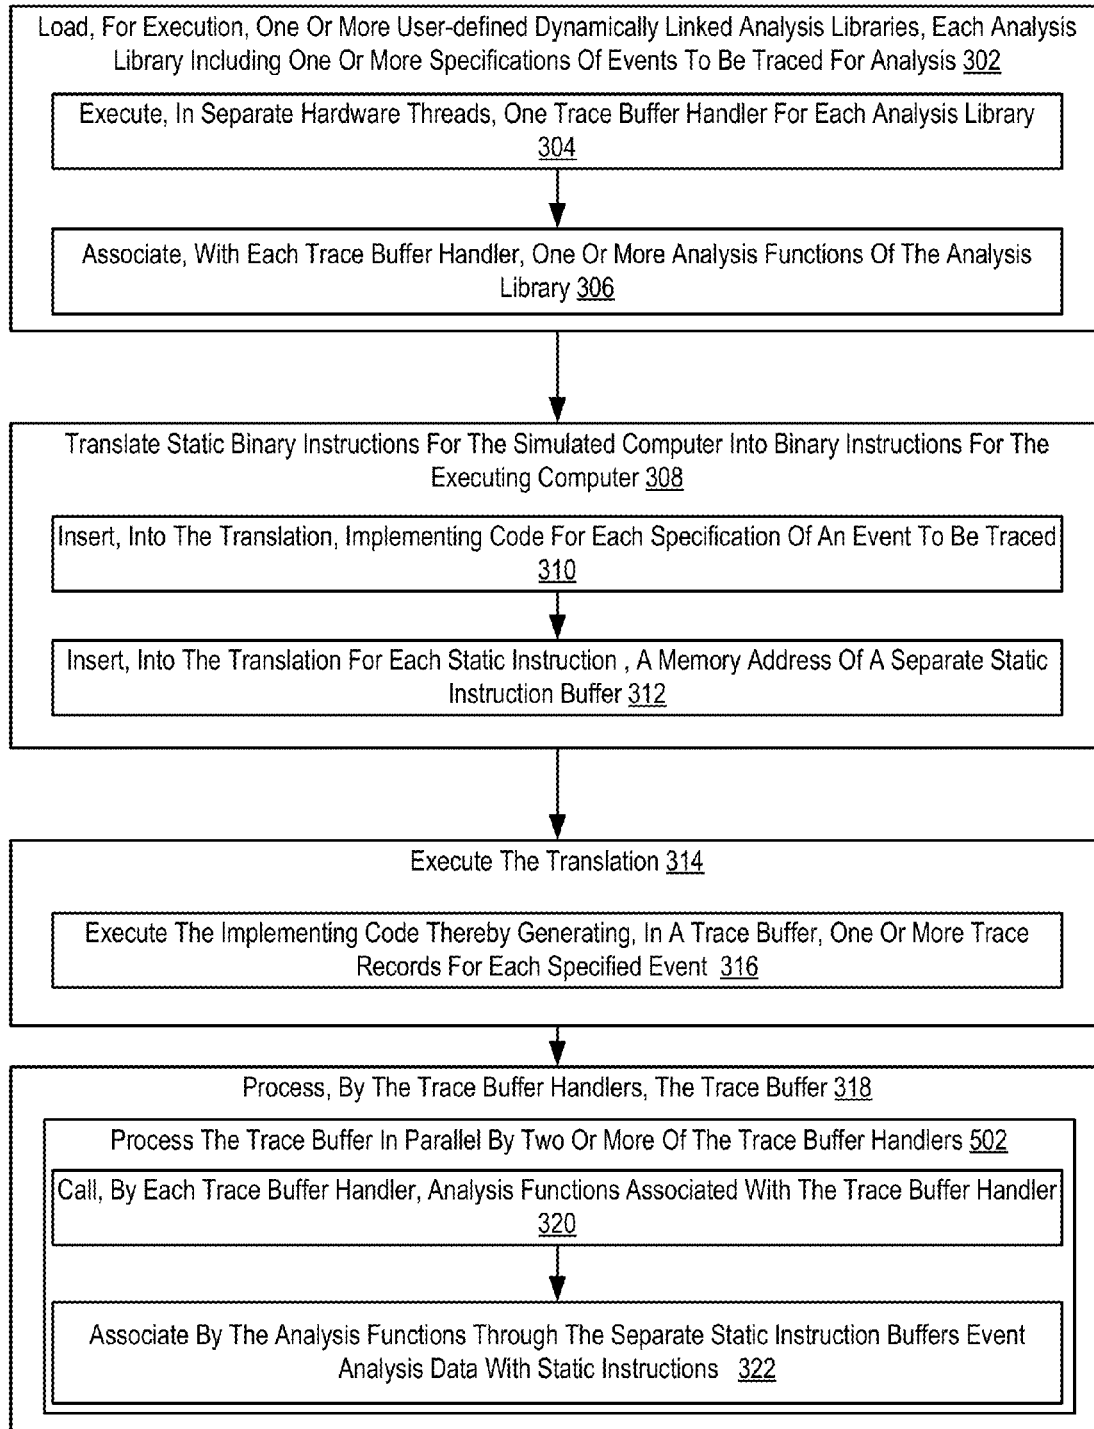 Load, For Execution, One Or More User-defined Dynamically Linked Analysis Libraries, Each Analysis
Library Including One Or More Specifications Of Events To Be Traced For Analysis 302
Execute, In Separate Hardware Threads, One Trace Buffer Handler For Each Analysis Library
304
Associate, With Each Trace Buffer Handler, One Or More Analysis Functions Of The Analysis
Library 306
Translate Static Binary Instructions For The Simulated Computer Into Binary Instructions For The
Executing Computer 308
Insert, Into The Translation, Implementing Code For Each Specification Of An Event To Be Traced
310
Insert, Into The Translation For Each Static Instruction , A Memory Address Of A Separate Static
Instruction Buffer 312
Execute The Translation 314
Execute The Implementing Code Thereby Generating, In A Trace Buffer, One Or More Trace
Records For Each Specified Event 316
Process, By The Trace Buffer Handlers, The Trace Buffer 318
Process The Trace Buffer In Parallel By Two Or More Of The Trace Buffer Handlers 502
Call, By Each Trace Buffer Handler, Analysis Functions Associated With The Trace Buffer Handler
320
Associate By The Analysis Functions Through The Separate Static Instruction Buffers Event
Analysis Data With Static Instructions 322